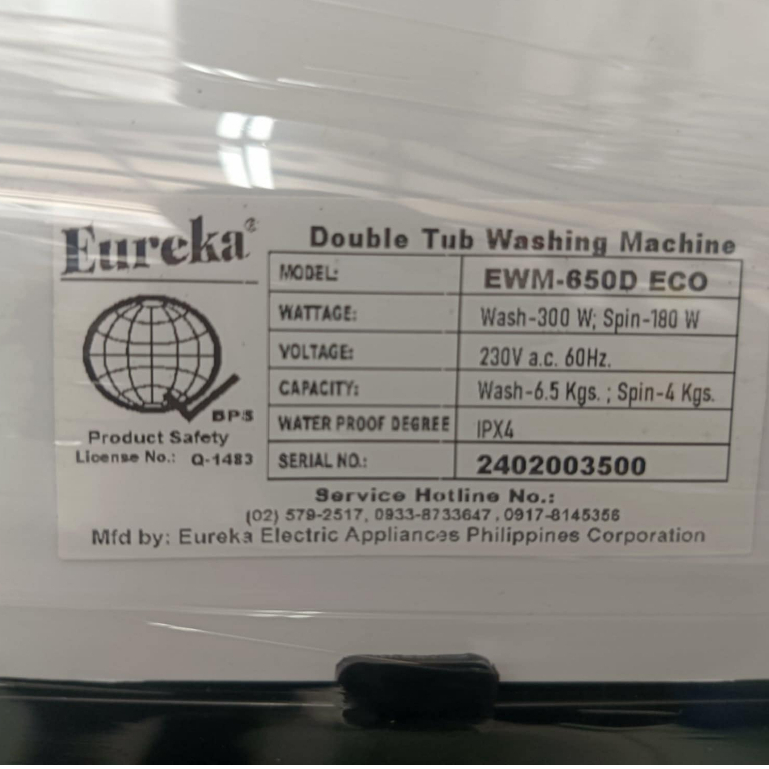 Eureka®
Double Tub Washing Machine
MODEL: EWM-650D ECO
WATTAGE: Wash-300 W; Spin-180 W
VOLTAGE: 230V a.c. 60Hz.
CAPACITY: Wash-6.5 Kgs. ; Spin-4 Kgs.
WATER PROOF DEGREE IPX4
SERIAL NO.: 2402003500
BPS
Product Safety
License No.: Q-1483
Service Hotline No.:
(02) 579-2517, 0933-8733647, 0917-8145356
Mfd by: Eureka Electric Appliances Philippines Corporation